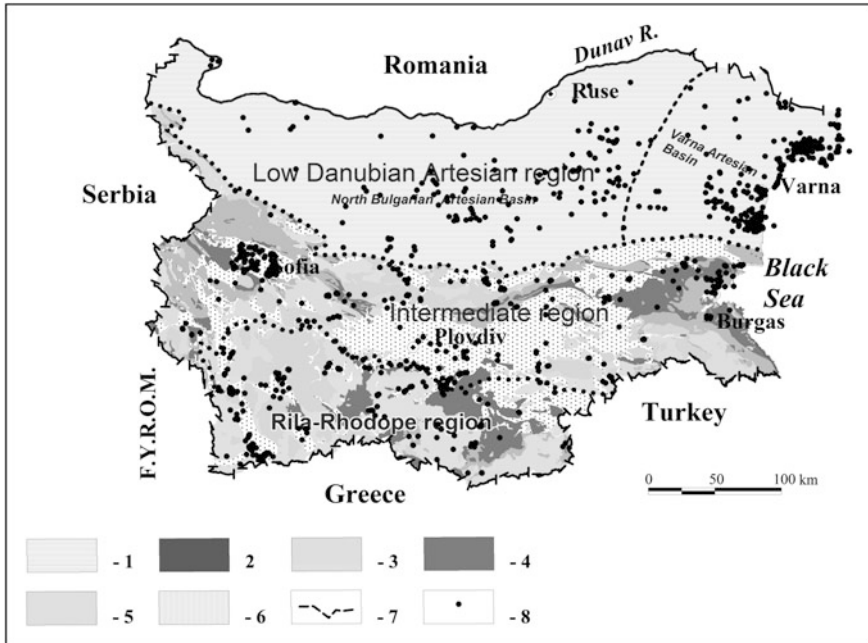 Romania
Dunav R.
Ruse
Varna Artesian
Basin
Low Danubian Artesian region
North Bulgarian Artesian Basin
Varna
Serbia
ofia
Black
Sea
Intermediate region
Plovdiv
Burgas
F.Y.R.O.M.
Rila-Rhodope region
Turkey
Greece
0 50 100 km
- 1 2 - 3 - 4
- 5 - 6 - 7 - 8